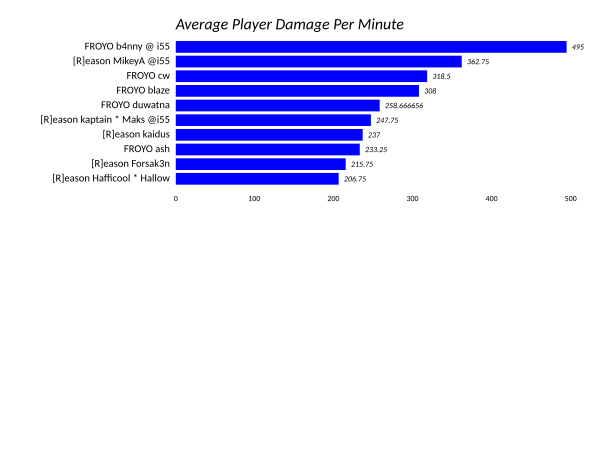 Average Player Damage Per Minute
FROYO b4nny @ i55 495
[R]eason MikeyA @i55 362.75
FROYO cw 318.5
FROYO blaze 308
FROYO duwatna 258.666656
[R]eason kaptain * Maks @i55 247.75
[R]eason kaidus 237
FROYO ash 233.25
[R]eason Forsak3n 215.75
[R]eason Hafficool * Hallow 206.75
0 100 200 300 400 500